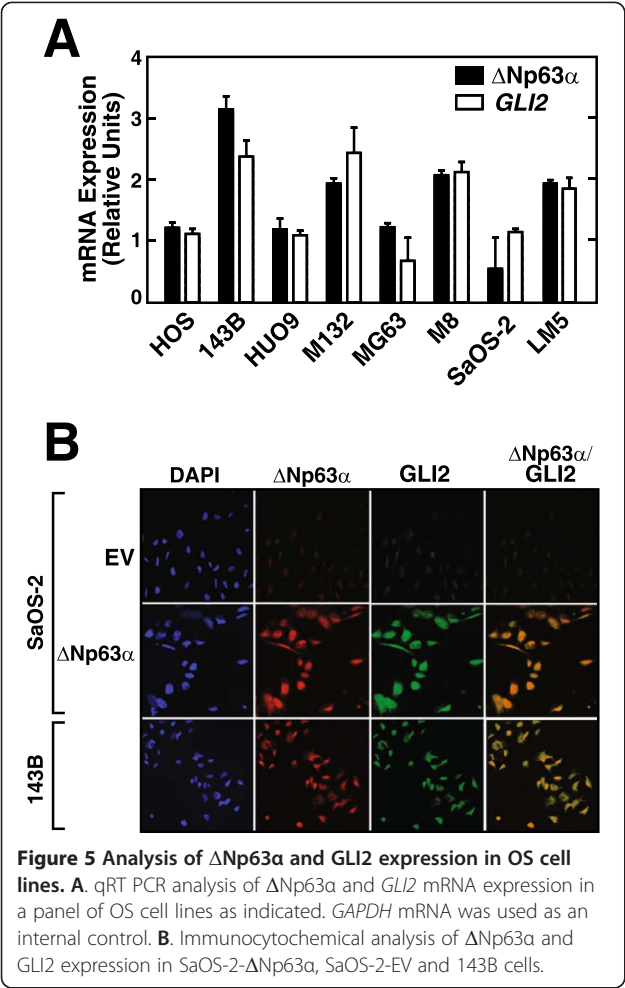 A
mRNA Expression
(Relative Units)
4
3
2
1
0
ΔNp63α
GLI2
HOS
143B
HUO9
M132
MG63
M8
SaOS-2
LM5
B
DAPI
ΔNp63α
GLI2
ΔNp63α/
GLI2
SaOS-2
EV
ΔNp63α
143B
Figure 5 Analysis of ΔNp63α and GLI2 expression in OS cell
lines. A. qRT PCR analysis of ΔNp63α and GLI2 mRNA expression in
a panel of OS cell lines as indicated. GAPDH mRNA was used as an
internal control. B. Immunocytochemical analysis of ΔNp63α and
GLI2 expression in SaOS-2-ΔNp63α, SaOS-2-EV and 143B cells.